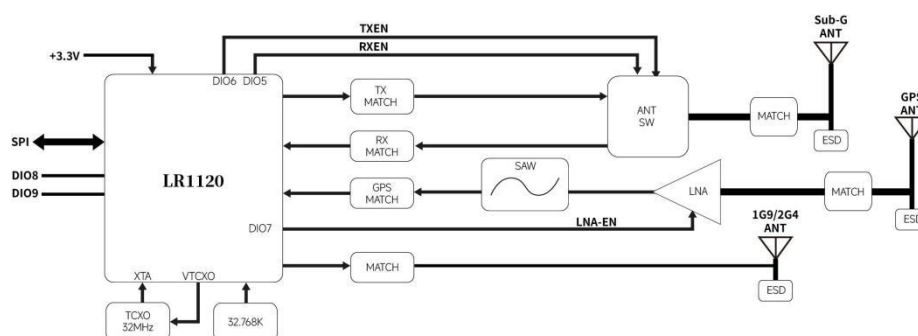 TXEN
RXEN
Sub-G
ANT
+3.3V
DIO6 DIO5
TX
MATCH
ANT
SW
MATCH
GPS
ANT
ESD
SPI
RX
MATCH
DIO8
DIO9
LR1120
GPS
MATCH
SAW
LNA
MATCH
ESD
DIO7
LNA-EN
1G9/2G4
ANT
MATCH
ESD
XTA
VTCXO
TCXO
32MHz
32.768K